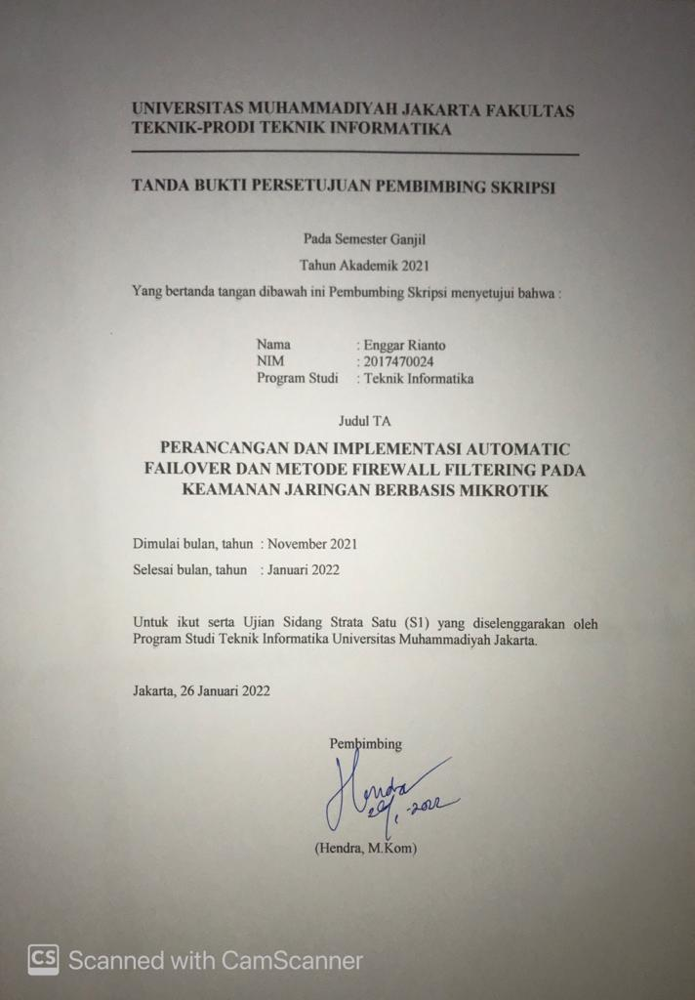 UNIVERSITAS MUHAMMADIYAH JAKARTA FAKULTAS
TEKNIK-PRODI TEKNIK INFORMATIKA
TANDA BUKTI PERSETUJUAN PEMBIMBING SKRIPSI
Pada Semester Ganjil
Tahun Akademik 2021
Yang bertanda tangan dibawah ini Pembumbing Skripsi menyetujui bahwa :
Nama : Enggar Rianto
NIM : 2017470024
Program Studi : Teknik Informatika
Judul TA
PERANCANGAN DAN IMPLEMENTASI AUTOMATIC
FAILOVER DAN METODE FIREWALL FILTERING PADA
KEAMANAN JARINGAN BERBASIS MIKROTIK
Dimulai bulan, tahun : November 2021
Selesai bulan, tahun : Januari 2022
Untuk ikut serta Ujian Sidang Strata Satu (S1) yang diselenggarakan oleh
Program Studi Teknik Informatika Universitas Muhammadiyah Jakarta.
Jakarta, 26 Januari 2022
Pembimbing
Hendra
(Hendra, M.Kom)
CS Scanned with CamScanner